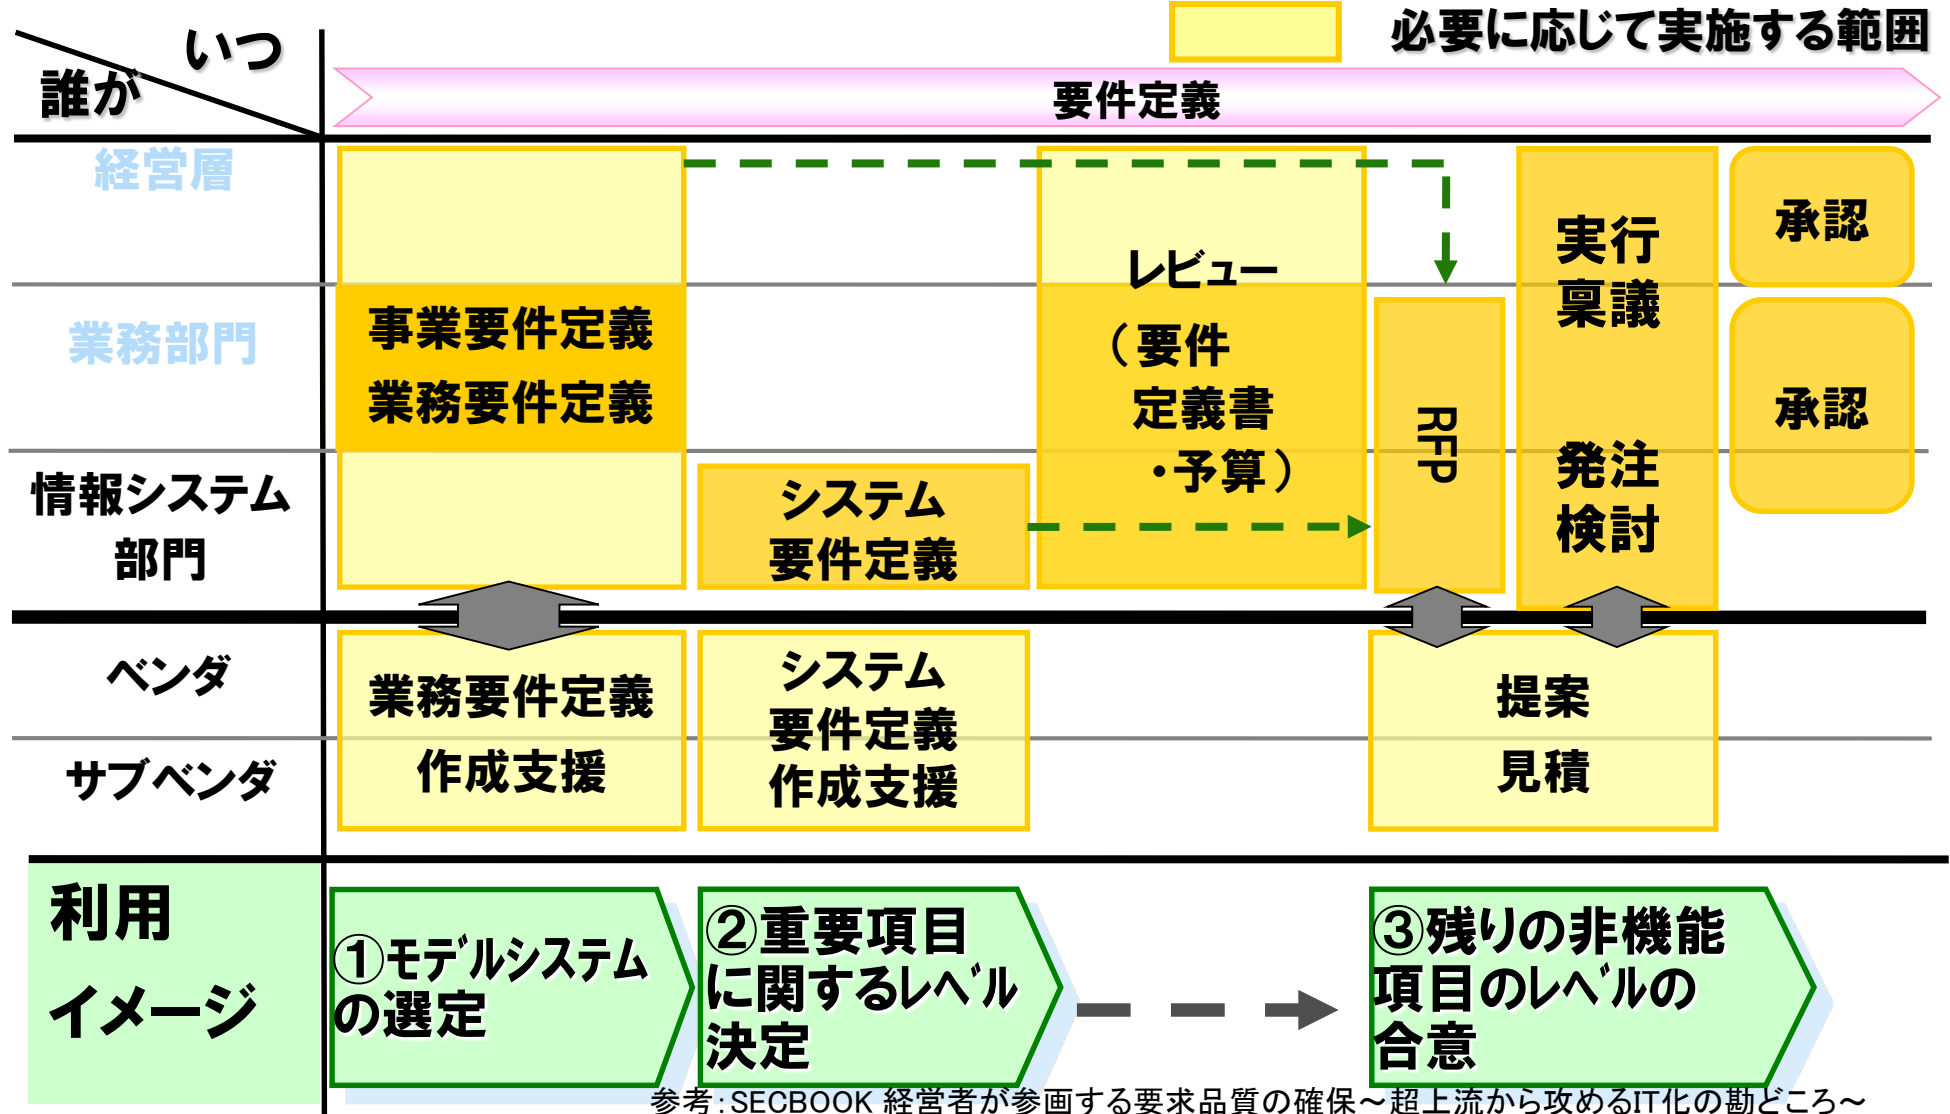 いつ
誰が
必要に応じて実施する範囲
要件定義
経営層
業務部門
情報システム
部門
ベンダ
サブベンダ
事業要件定義
業務要件定義
システム
要件定義
レビュー
（要件
定義書
・予算）
RFP
実行
稟議
発注
検討
承認
承認
業務要件定義
作成支援
システム
要件定義
作成支援
提案
見積
利用
イメージ
①モデルシステム
の選定
②重要項目
に関するレベル
決定
③残りの非機能
項目のレベルの
合意
参考：SECBOOK 経営者が参画する要求品質の確保～超上流から攻めるIT化の勘どころ～